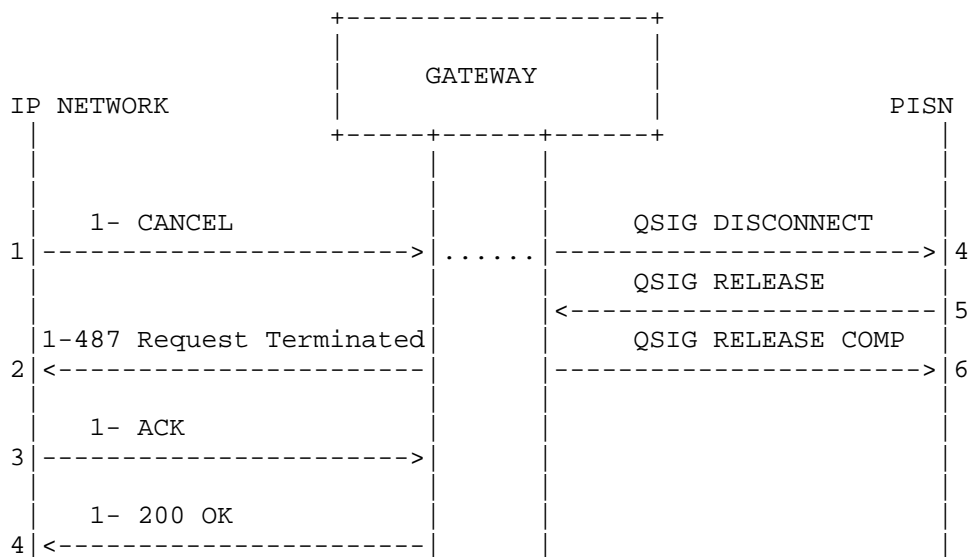 GATEWAY
IP NETWORK PISN
1- CANCEL QSIG DISCONNECT
1 ...... 4
QSIG RELEASE
5
1-487 Request Terminated QSIG RELEASE COMP
2 6
1- ACK
3
1- 200 OK
4